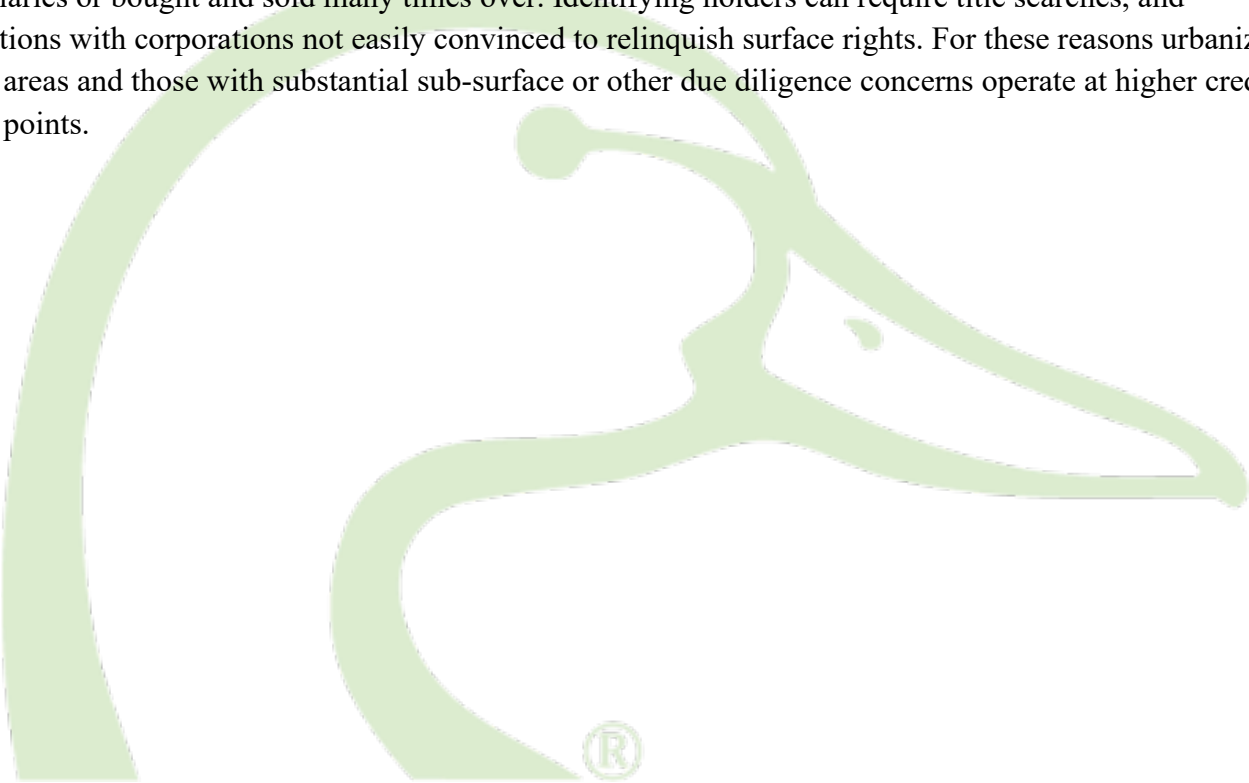 naries or bought and sold many times over. Identifying holders can require title searches, and
tions with corporations not easily convinced to relinquish surface rights. For these reasons urbaniz
areas and those with substantial sub-surface or other due diligence concerns operate at higher cre
points.
®